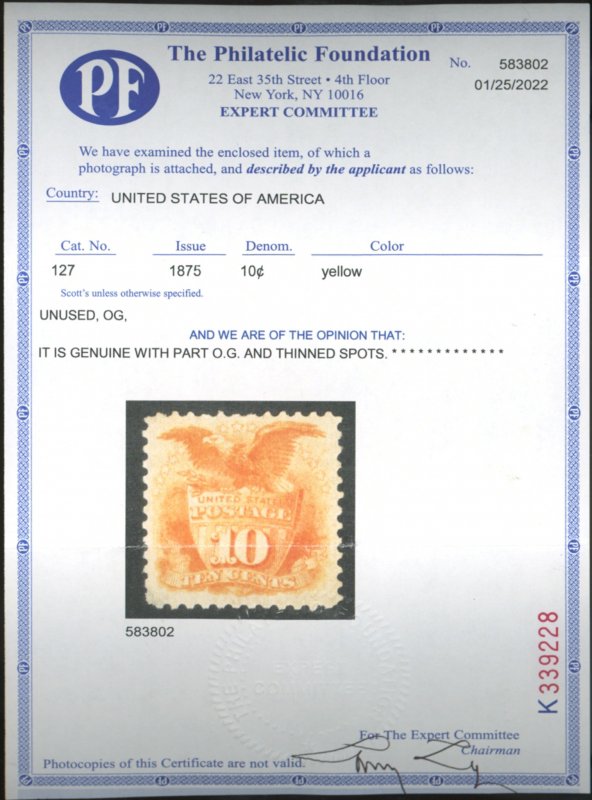 PF
The Philatelic Foundation
22 East 35th Street • 4th Floor
New York, NY 10016
EXPERT COMMITTEE
No. 583802
01/25/2022
We have examined the enclosed item, of which a
photograph is attached, and described by the applicant as follows:
Country: UNITED STATES OF AMERICA
Cat. No. Issue Denom. Color
127 1875 10¢ yellow
Scott's unless otherwise specified.
UNUSED, OG,
AND WE ARE OF THE OPINION THAT:
IT IS GENUINE WITH PART O.G. AND THINNED SPOTS. * * * * * * * * * * * * *
UNITED STATES
POSTAGE
10
TEN CENTS
583802
K 339228
For The Expert Committee
Chairman
Photocopies of this Certificate are not valid.